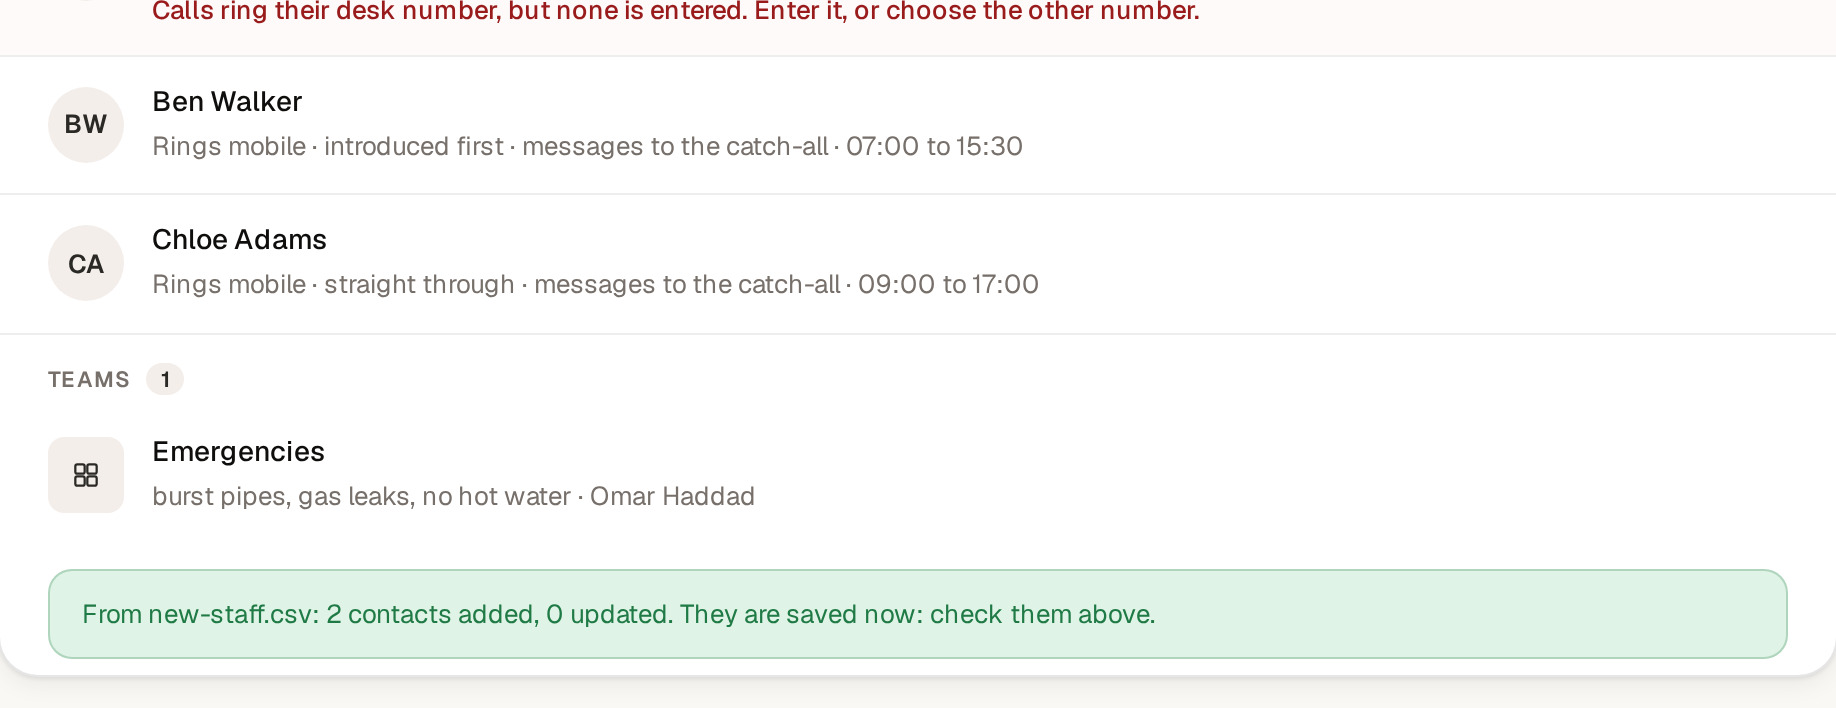 Calls ring their desk number, but none is entered. Enter it, or choose the other number.
BW
Ben Walker
Rings mobile · introduced first · messages to the catch-all · 07:00 to 15:30
CA
Chloe Adams
Rings mobile · straight through · messages to the catch-all · 09:00 to 17:00
TEAMS 1
Emergencies
burst pipes, gas leaks, no hot water · Omar Haddad
From new-staff.csv: 2 contacts added, 0 updated. They are saved now: check them above.